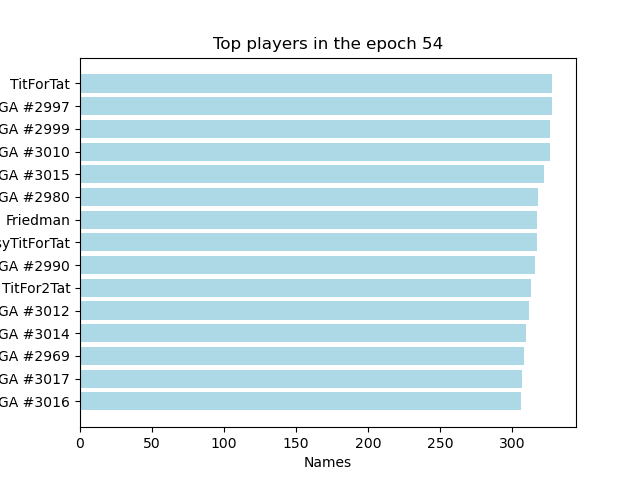 Top players in the epoch 54
TitForTat
GA #2997
GA #2999
GA #3010
GA #3015
GA #2980
Friedman
syTitForTat
GA #2990
TitFor2Tat
GA #3012
GA #3014
GA #2969
GA #3017
GA #3016
0 50 100 150 200 250 300
Names